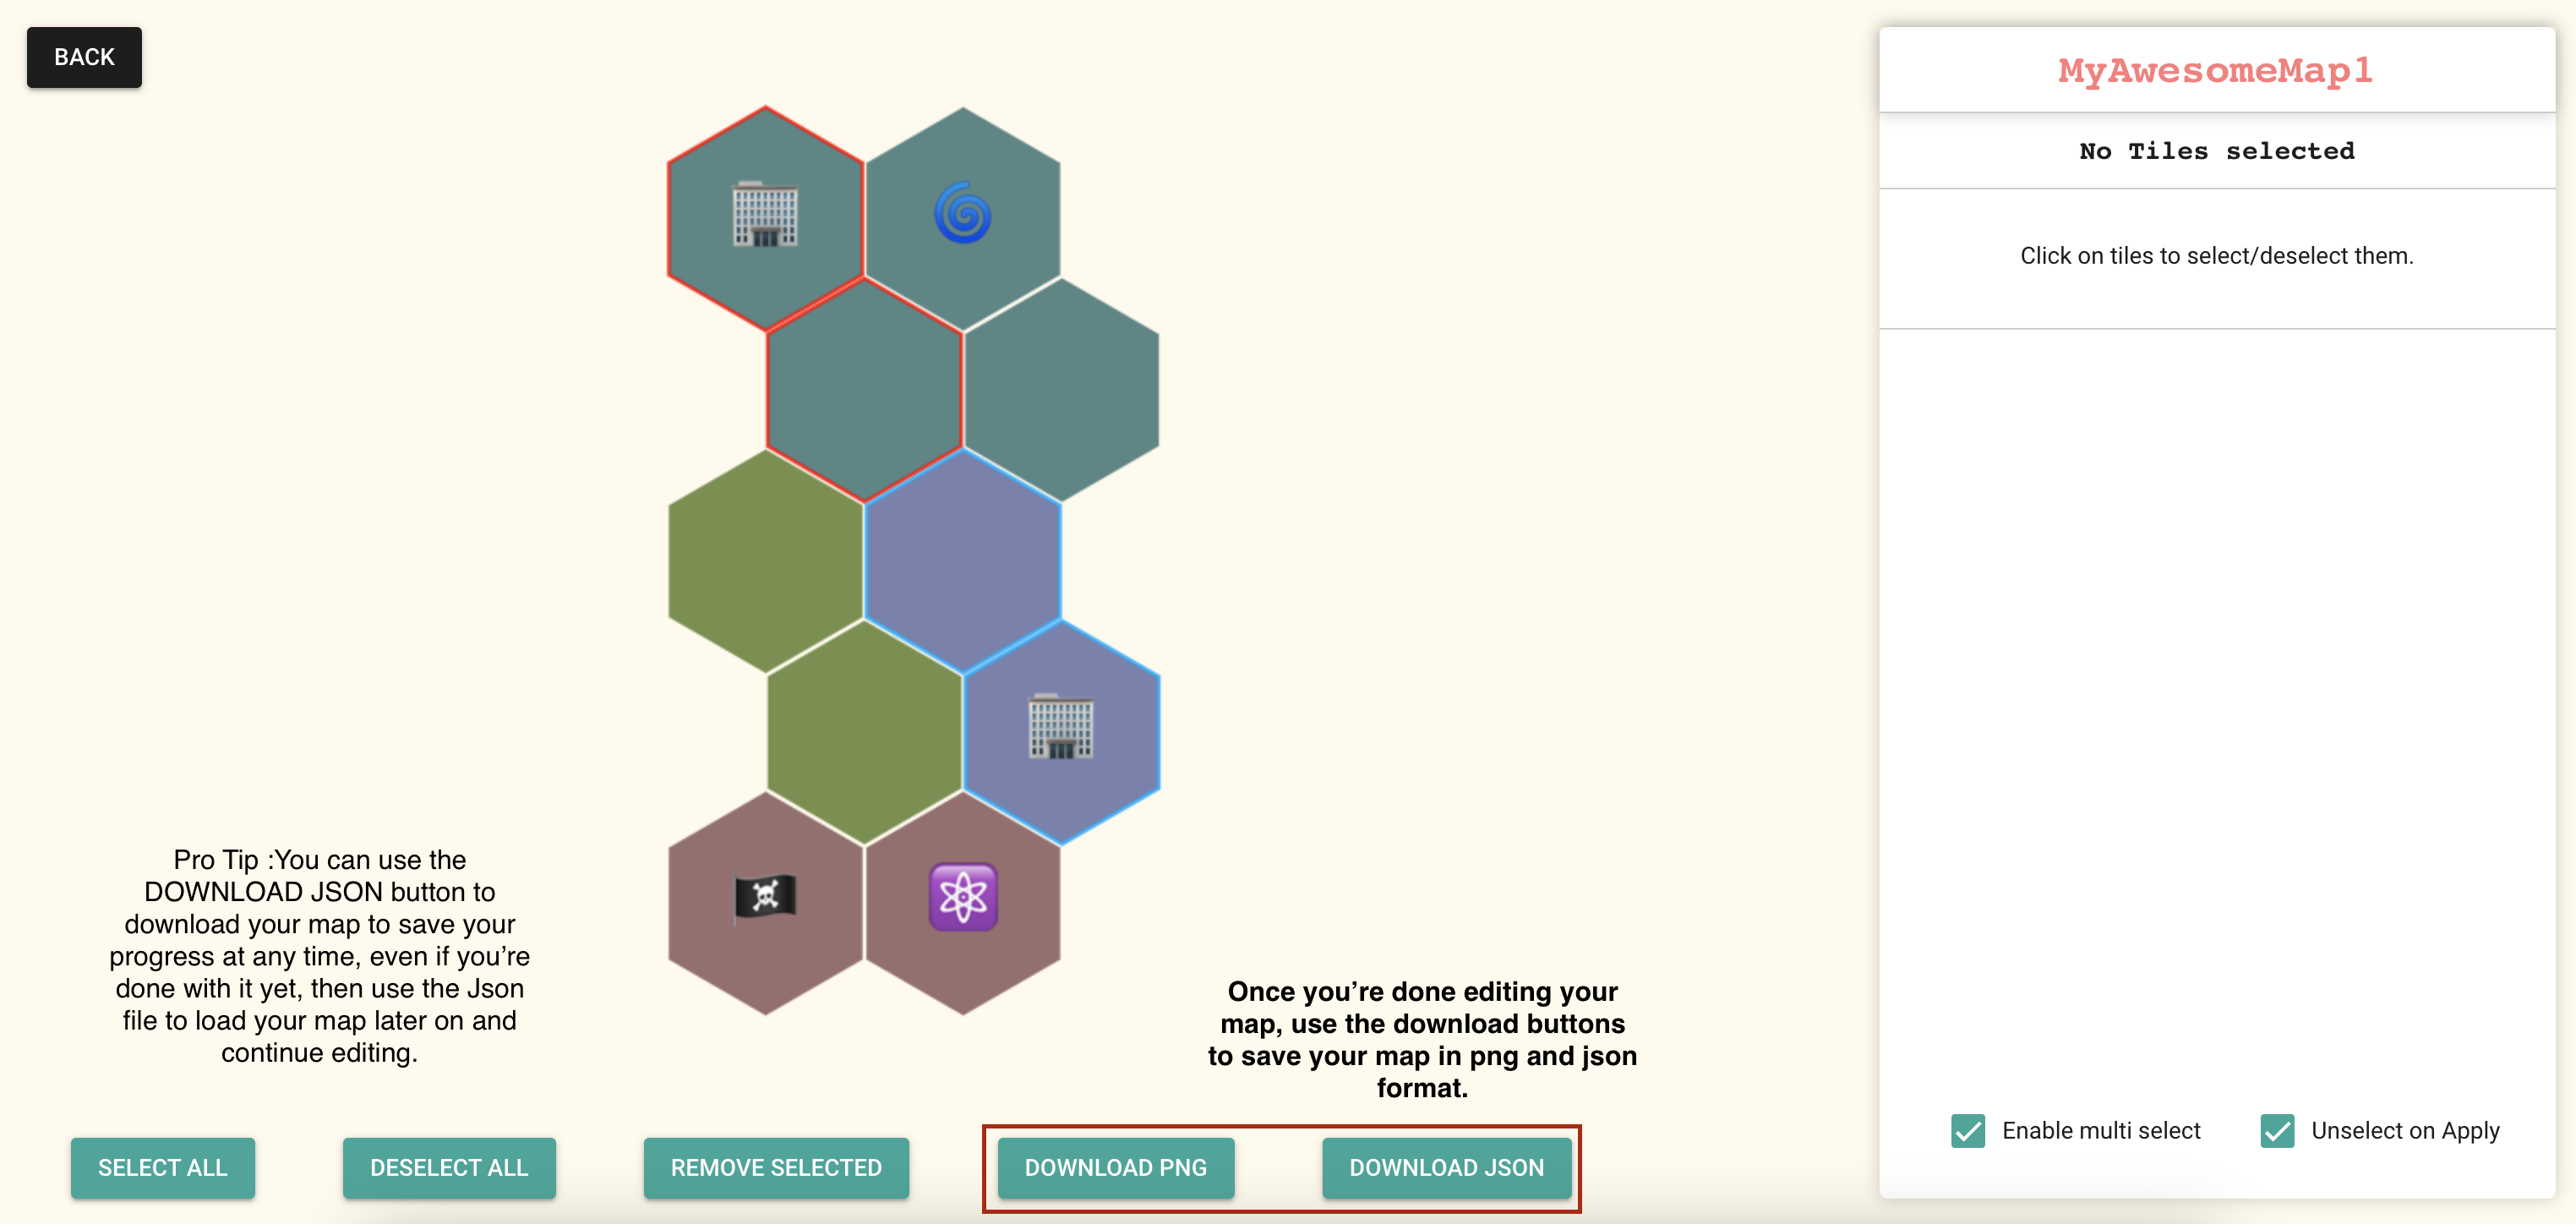 BACK
MyAwesomeMap1
No Tiles selected
Click on tiles to select/deselect them.
Pro Tip :You can use the
DOWNLOAD JSON button to
download your map to save your
progress at any time, even if you’re
done with it yet, then use the Json
file to load your map later on and
continue editing.
Once you’re done editing your
map, use the download buttons
to save your map in png and json
format.
Enable multi select
Unselect on Apply
SELECT ALL
DESELECT ALL
REMOVE SELECTED
DOWNLOAD PNG
DOWNLOAD JSON